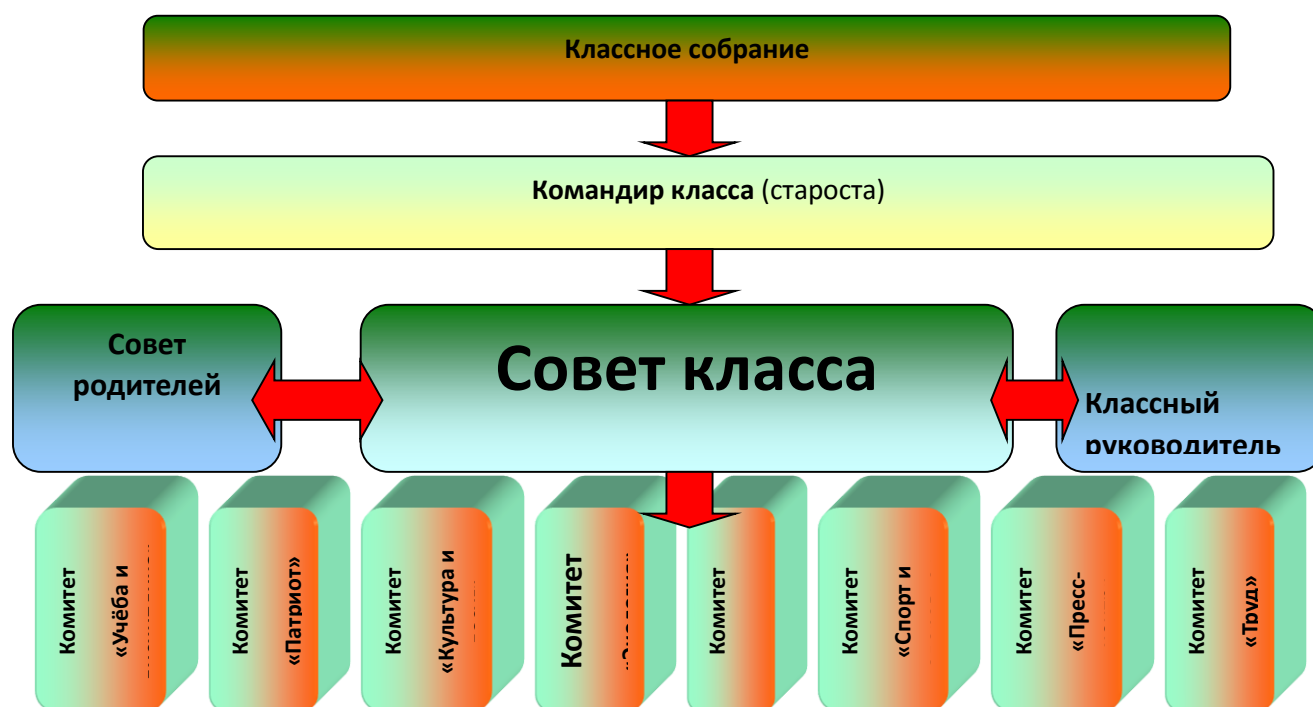 Классное собрание
Командир класса (староста)
Совет
родителей
Совет класса
Классный
руководитель
Комитет
«Учёба и
Комитет
«Патриот»
Комитет
«Культура и
Комитет
Комитет
Комитет
«Спорт и
Комитет
«Пресс-
Комитет
«Труд»